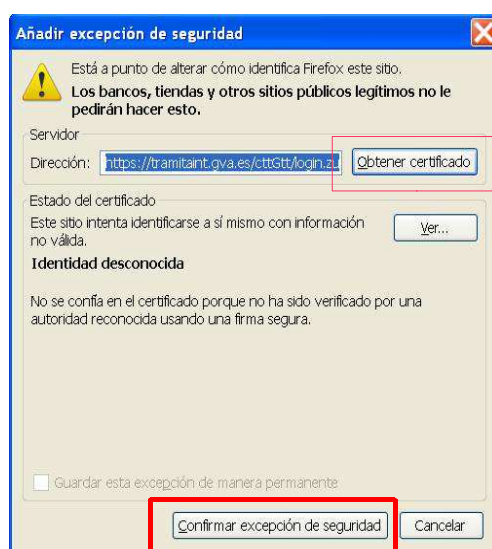 Añadir excepción de seguridad
Está a punto de alterar cómo identifica Firefox este sitio.
Los bancos, tiendas y otros sitios públicos legítimos no le
pedirán hacer esto.
Servidor
Dirección: https://tramitaint.gva.es/cttGtt/login.zu Obtener certificado
Estado del certificado
Este sitio intenta identificarse a sí mismo con información
no válida.
Ver...
Identidad desconocida
No se confía en el certificado porque no ha sido verificado por una
autoridad reconocida usando una firma segura.
Guardar esta excepción de manera permanente
Confirmar excepción de seguridad Cancelar